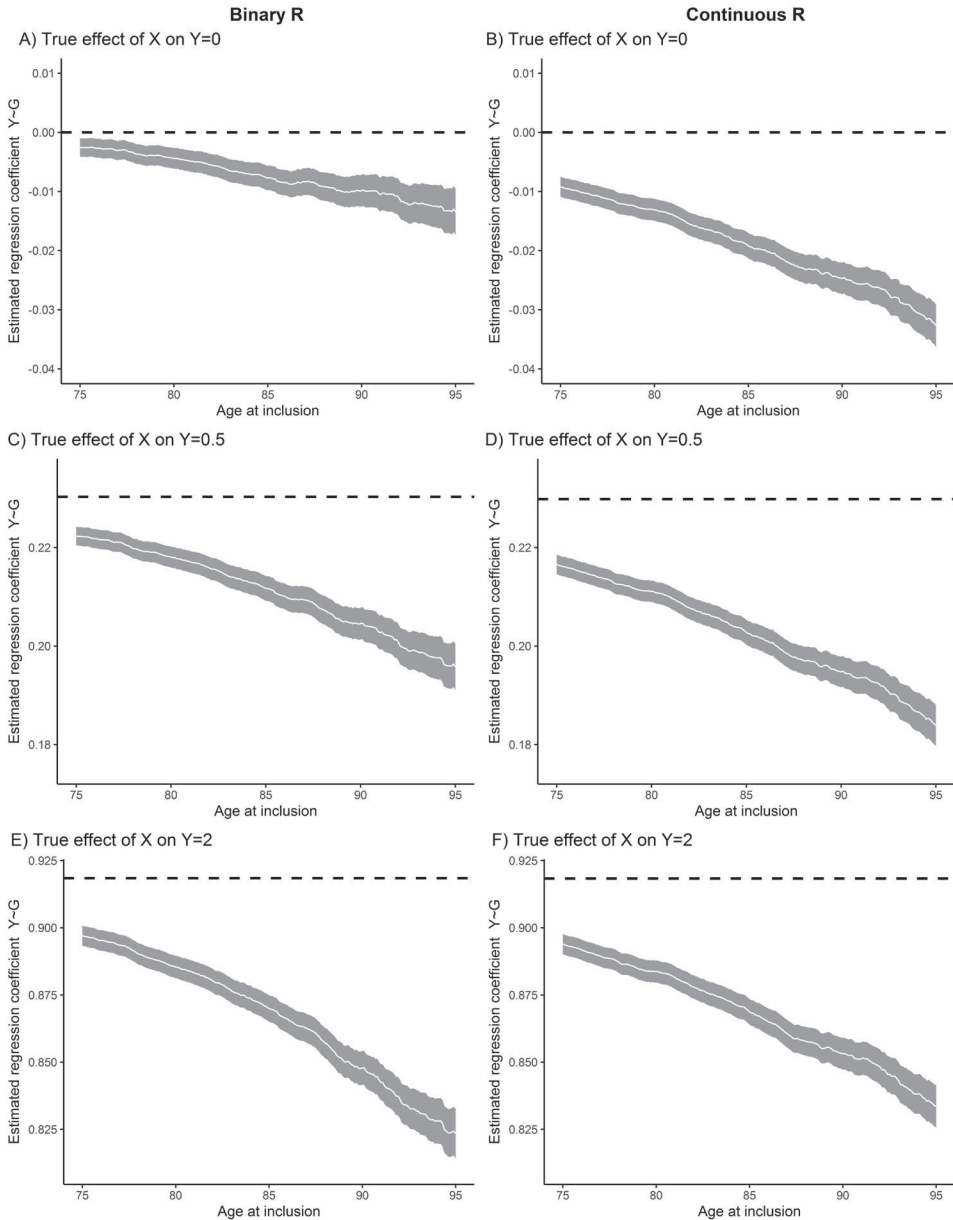 Binary R
Continuous R
A) True effect of X on Y=0
B) True effect of X on Y=0
Estimated regression coefficient Y~G
0.01
0.00
-0.01
-0.02
-0.03
-0.04
75 80 85 90 95
Age at inclusion
Estimated regression coefficient Y~G
0.01
0.00
-0.01
-0.02
-0.03
-0.04
75 80 85 90 95
Age at inclusion
C) True effect of X on Y=0.5
D) True effect of X on Y=0.5
Estimated regression coefficient Y~G
0.22
0.20
0.18
75 80 85 90 95
Age at inclusion
Estimated regression coefficient Y~G
0.22
0.20
0.18
75 80 85 90 95
Age at inclusion
E) True effect of X on Y=2
F) True effect of X on Y=2
Estimated regression coefficient Y~G
0.925
0.900
0.875
0.850
0.825
75 80 85 90 95
Age at inclusion
Estimated regression coefficient Y~G
0.925
0.900
0.875
0.850
0.825
75 80 85 90 95
Age at inclusion